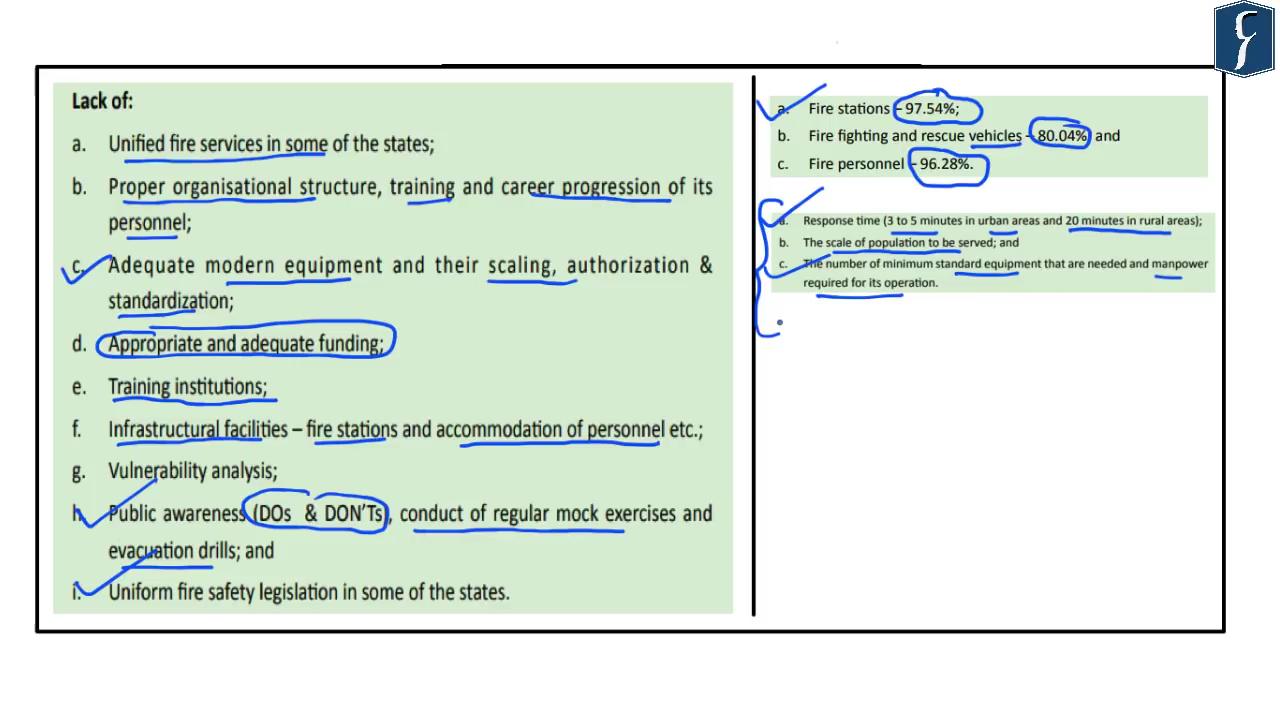 Lack of:
a. Unified fire services in some of the states;
b. Proper organisational structure, training and career progression of its
personnel;
c. Adequate modern equipment and their scaling, authorization &
standardization;
d. Appropriate and adequate funding;
e. Training institutions;
f. Infrastructural facilities – fire stations and accommodation of personnel etc.;
g. Vulnerability analysis;
h. Public awareness (DOs & DON'Ts), conduct of regular mock exercises and
evacuation drills; and
i. Uniform fire safety legislation in some of the states.
a. Fire stations – 97.54%;
b. Fire fighting and rescue vehicles – 80.04% and
c. Fire personnel – 96.28%.
a. Response time (3 to 5 minutes in urban areas and 20 minutes in rural areas);
b. The scale of population to be served; and
c. The number of minimum standard equipment that are needed and manpower
required for its operation.